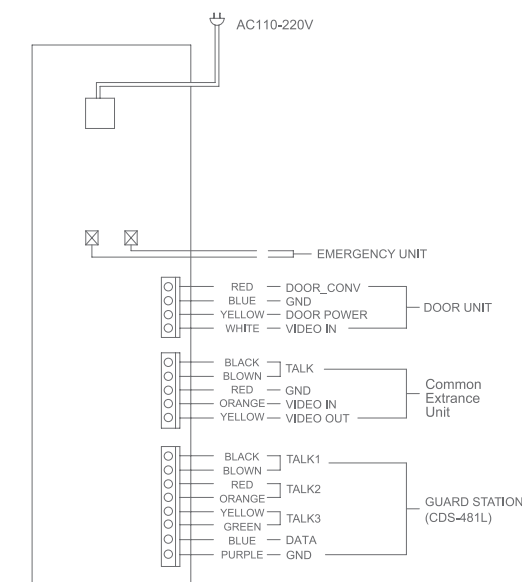 AC110-220V
EMERGENCY UNIT
RED DOOR_CONV
BLUE GND
YELLOW DOOR POWER
WHITE VIDEO IN
DOOR UNIT
BLACK
BLOWN
TALK
RED GND
ORANGE VIDEO IN
YELLOW VIDEO OUT
Common
Extrance
Unit
BLACK
BLOWN
TALK1
RED
ORANGE
TALK2
YELLOW
GREEN
TALK3
BLUE DATA
PURPLE GND
GUARD STATION
(CDS-481L)